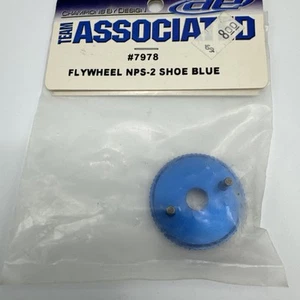 CHAMPIONS BY DESIGN
TEAM
ASSOCIATED
#7978
FLYWHEEL NPS-2 SHOE BLUE